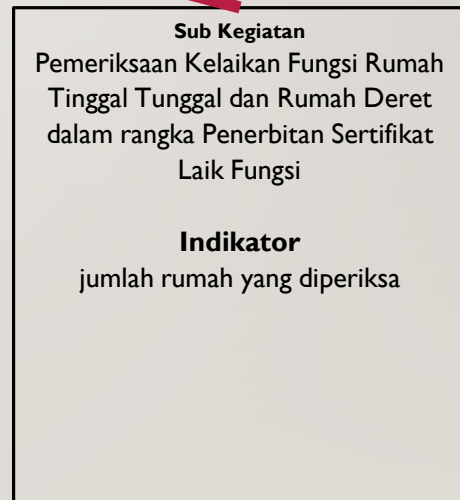 Sub Kegiatan
Pemeriksaan Kelaikan Fungsi Rumah
Tinggal Tunggal dan Rumah Deret
dalam rangka Penerbitan Sertifikat
Laik Fungsi
Indikator
jumlah rumah yang diperiksa